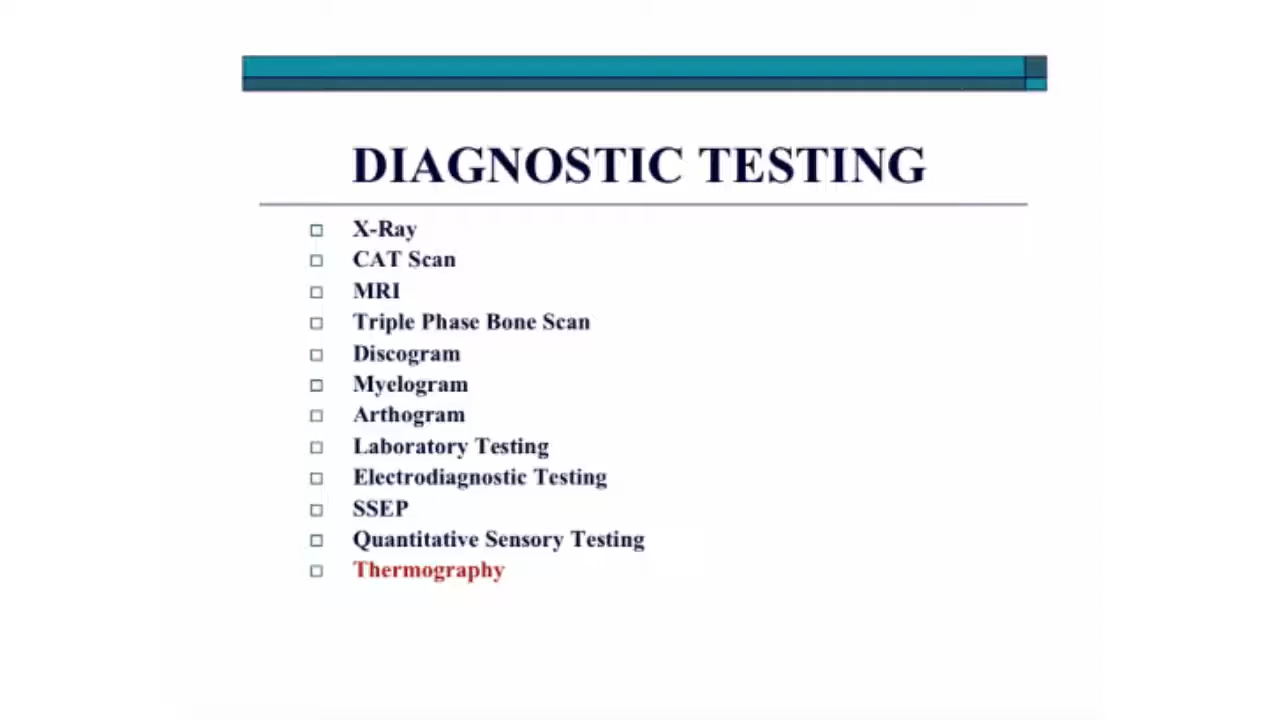 DIAGNOSTIC TESTING
X-Ray
CAT Scan
MRI
Triple Phase Bone Scan
Discogram
Myelogram
Arthogram
Laboratory Testing
Electrodiagnostic Testing
SSEP
Quantitative Sensory Testing
Thermography